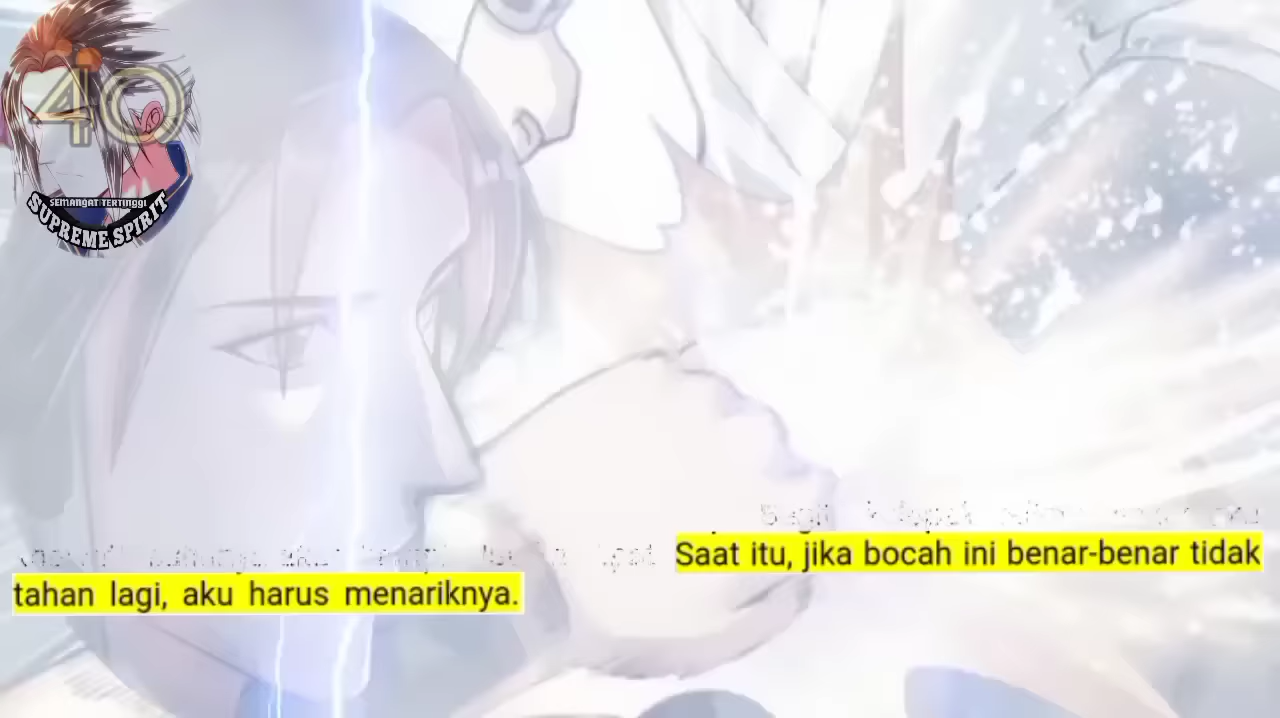 40
SEMANGAT TERTINGGI
SUPREME SPIRIT
Saat itu, jika bocah ini benar-benar tidak
tahan lagi, aku harus menariknya.